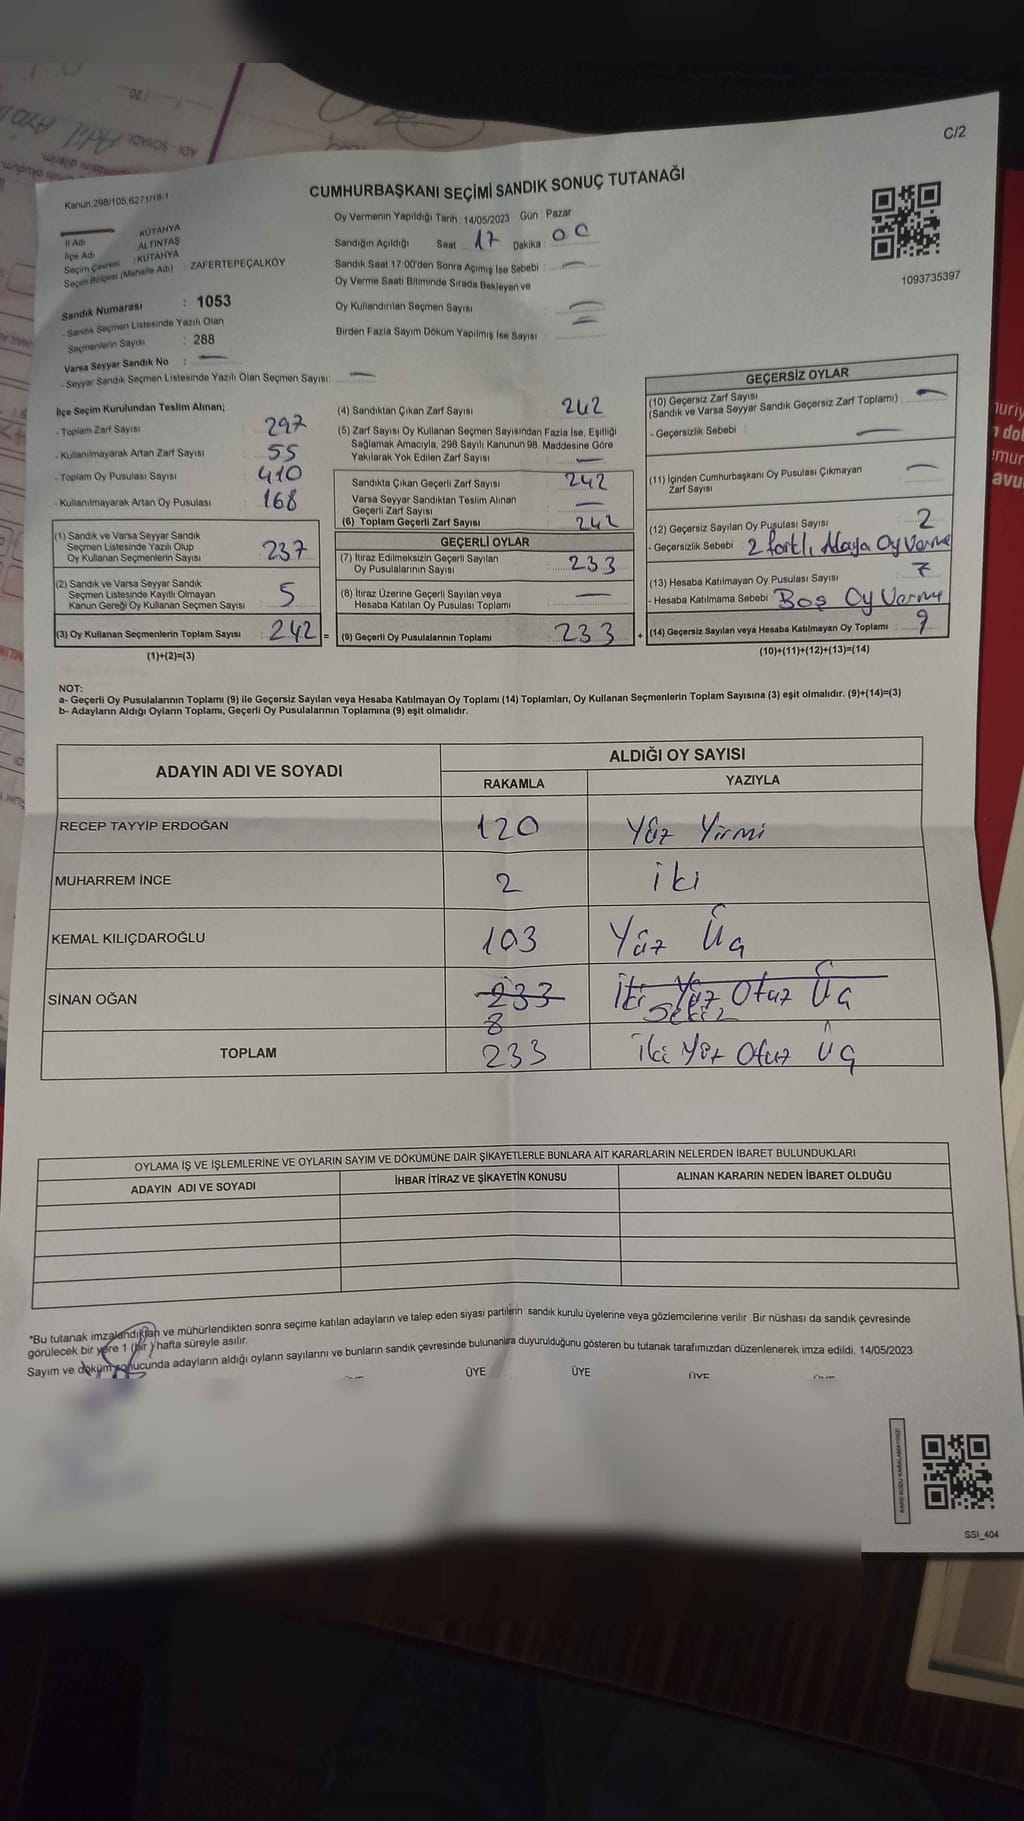 C/2
Kanun,298/105,6271/18-1
CUMHURBAŞKANI SEÇİMİ SANDIK SONUÇ TUTANAĞI
İl Adı : KÜTAHYA
İlçe Adı : ALTINTAŞ
Seçim Çevresi : KÜTAHYA
Seçim Bölgesi (Mahalle Adı) : ZAFERTEPEÇALKÖY
Sandık Numarası : 1053
- Sandık Seçmen Listesinde Yazılı Olan
Seçmenlerin Sayısı : 288
Varsa Seyyar Sandık No : —
- Seyyar Sandık Seçmen Listesinde Yazılı Olan Seçmen Sayısı: —
Oy Vermenin Yapıldığı Tarih : 14/05/2023 Gün : Pazar
Sandığın Açıldığı Saat : 17 Dakika : 00
Sandık Saat 17:00'den Sonra Açımış İse Sebebi : —
Oy Verme Saati Bitiminde Sırada Bekleyen ve
Oy Kullandırılan Seçmen Sayısı : —
Birden Fazla Sayım Döküm Yapılmış İse Sayısı : —
1093735397
İlçe Seçim Kurulundan Teslim Alınan;
- Toplam Zarf Sayısı : 297
- Kullanılmayarak Artan Zarf Sayısı : 55
- Toplam Oy Pusulası Sayısı : 410
- Kullanılmayarak Artan Oy Pusulası : 168
(1) Sandık ve Varsa Seyyar Sandık
Seçmen Listesinde Yazılı Olup
Oy Kullanan Seçmenlerin Sayısı : 237
(2) Sandık ve Varsa Seyyar Sandık
Seçmen Listesinde Kayıtlı Olmayan
Kanun Gereği Oy Kullanan Seçmen Sayısı : 5
(3) Oy Kullanan Seçmenlerin Toplam Sayısı : 242 =
(1)+(2)=(3)
(4) Sandıktan Çıkan Zarf Sayısı : 242
(5) Zarf Sayısı Oy Kullanan Seçmen Sayısından Fazla İse, Eşitliği
Sağlamak Amacıyla, 298 Sayılı Kanunun 98. Maddesine Göre
Yakılarak Yok Edilen Zarf Sayısı : —
Sandıkta Çıkan Geçerli Zarf Sayısı : 242
Varsa Seyyar Sandıktan Teslim Alınan
Geçerli Zarf Sayısı : —
(6) Toplam Geçerli Zarf Sayısı : 242
GEÇERLİ OYLAR
(7) İtiraz Edilmeksizin Geçerli Sayılan
Oy Pusulalarının Sayısı : 233
(8) İtiraz Üzerine Geçerli Sayılan veya
Hesaba Katılan Oy Pusulası Toplamı : —
(9) Geçerli Oy Pusulalarının Toplamı : 233 +
GEÇERSİZ OYLAR
(10) Geçersiz Zarf Sayısı
(Sandık ve Varsa Seyyar Sandık Geçersiz Zarf Toplamı) : —
- Geçersizlik Sebebi : —
(11) İçinden Cumhurbaşkanı Oy Pusulası Çıkmayan
Zarf Sayısı : —
(12) Geçersiz Sayılan Oy Pusulası Sayısı : 2
- Geçersizlik Sebebi : 2 farklı Adaya Oy Verme
(13) Hesaba Katılmayan Oy Pusulası Sayısı : 7
- Hesaba Katılmama Sebebi : Boş Oy Verme
(14) Geçersiz Sayılan veya Hesaba Katılmayan Oy Toplamı : 9
(10)+(11)+(12)+(13)=(14)
NOT:
a- Geçerli Oy Pusulalarının Toplamı (9) ile Geçersiz Sayılan veya Hesaba Katılmayan Oy Toplamı (14) Toplamları, Oy Kullanan Seçmenlerin Toplam Sayısına (3) eşit olmalıdır. (9)+(14)=(3)
b- Adayların Aldığı Oyların Toplamı, Geçerli Oy Pusulalarının Toplamına (9) eşit olmalıdır.
ADAYIN ADI VE SOYADI ALDIĞI OY SAYISI
RAKAMLA YAZIYLA
RECEP TAYYİP ERDOĞAN 120 Yüz Yirmi
MUHARREM İNCE 2 iki
KEMAL KILIÇDAROĞLU 103 Yüz Üç
SİNAN OĞAN 233 İki Yüz Otuz Üç
8 Sekiz
TOPLAM 233 İki Yüz Otuz Üç
OYLAMA İŞ VE İŞLEMLERİNE VE OYLARIN SAYIM VE DÖKÜMÜNE DAİR ŞİKAYETLERLE BUNLARA AİT KARARLARIN NELERDEN İBARET BULUNDUKLARI
ADAYIN ADI VE SOYADI İHBAR İTİRAZ VE ŞİKAYETİN KONUSU ALINAN KARARIN NEDEN İBARET OLDUĞU
*Bu tutanak imzalandıktan ve mühürlendikten sonra seçime katılan adayların ve talep eden siyasi partilerin sandık kurulu üyelerine veya gözlemcilerine verilir. Bir nüshası da sandık çevresinde
görülecek bir yere 1 (bir) hafta süreyle asılır.
Sayım ve döküm sonucunda adayların aldığı oyların sayılarını ve bunların sandık çevresinde bulunanlara duyurulduğunu gösteren bu tutanak tarafımızdan düzenlenerek imza edildi. 14/05/2023
ÜYE ÜYE ÜYE
KARE KODU KARALAMAYINIZ!
SSI_404